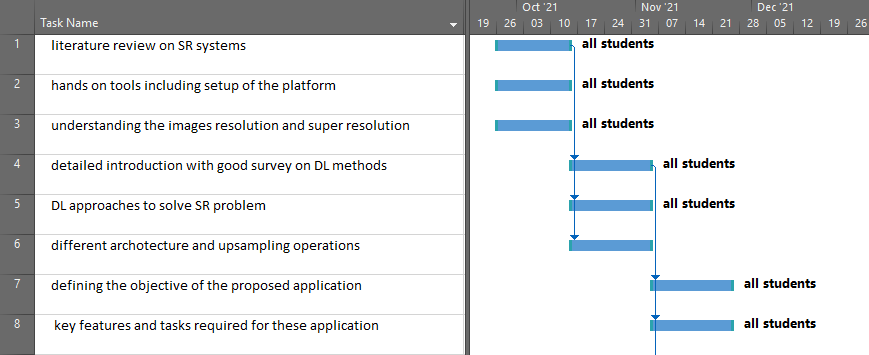 Task Name
Oct '21 Nov '21 Dec '21
19 26 03 10 17 24 31 07 14 21 28 05 12 19 26
1 literature review on SR systems all students
2 hands on tools including setup of the platform all students
3 understanding the images resolution and super resolution all students
4 detailed introduction with good survey on DL methods all students
5 DL approaches to solve SR problem all students
6 different archotecture and upsampling operations
7 defining the objective of the proposed application all students
8 key features and tasks required for these application all students